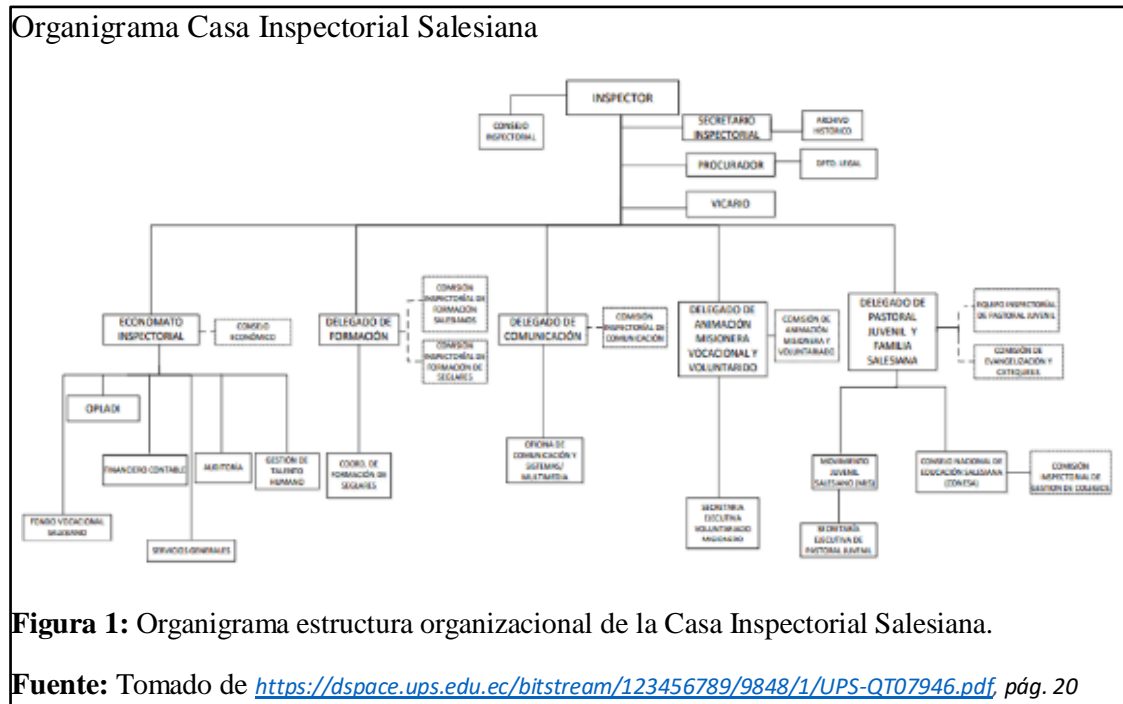 Organigrama Casa Inspectorial Salesiana
INSPECTOR
CONSEJO
INSPECTORIAL
SECRETARIO
INSPECTORIAL
ARCHIVO
HISTÓRICO
PROCURADOR
DPTO. LEGAL
VICARIO
ECONOMATO
INSPECTORIAL
CONSEJO
ECONÓMICO
DELEGADO DE
FORMACIÓN
COMISIÓN
INSPECTORÍAL DE
FORMACIÓN
SALESIANOS
COMISIÓN
INSPECTORÍAL DE
FORMACIÓN DE
SEGLARES
DELEGADO DE
COMUNICACIÓN
COMISIÓN
INSPECTORÍAL DE
COMUNICACIÓN
DELEGADO DE
ANIMACIÓN
MISIONERA
VOCACIONAL Y
VOLUNTARIDO
COMISIÓN DE
ANIMACIÓN
MISIONERA Y
VOLUNTARIADO
DELEGADO DE
PASTORAL
JUVENIL Y
FAMILIA
SALESIANA
EQUIPO INSPECTORÍAL
DE PASTORAL JUVENIL
COMISIÓN DE
EVANGELIZACIÓN Y
CATEQUESIS
OPLADI
FINANCIERO CONTABLE
AUDITORÍA
GESTIÓN DE
TALENTO
HUMANO
FONDO VOCACIONAL
SALESIANO
SERVICIOS GENERALES
COORD. DE
FORMACIÓN DE
SEGLARES
OFICINA DE
COMUNICACIÓN Y
SISTEMAS/
MULTIMEDIA
SECRETARIA
EJECUTIVA
VOLUNTARIADO
MISIONERO
MOVIMIENTO
JUVENIL
SALESIANO (MJS)
SECRETARÍA
EJECUTIVA DE
PASTORAL JUVENIL
CONSEJO NACIONAL DE
EDUCACIÓN SALESIANA
(CONESA)
COMISIÓN
INSPECTORIAL DE
GESTIÓN DE COLEGIOS
Figura 1: Organigrama estructura organizacional de la Casa Inspectorial Salesiana.
Fuente: Tomado de https://dspace.ups.edu.ec/bitstream/123456789/9848/1/UPS-QT07946.pdf, pág. 20